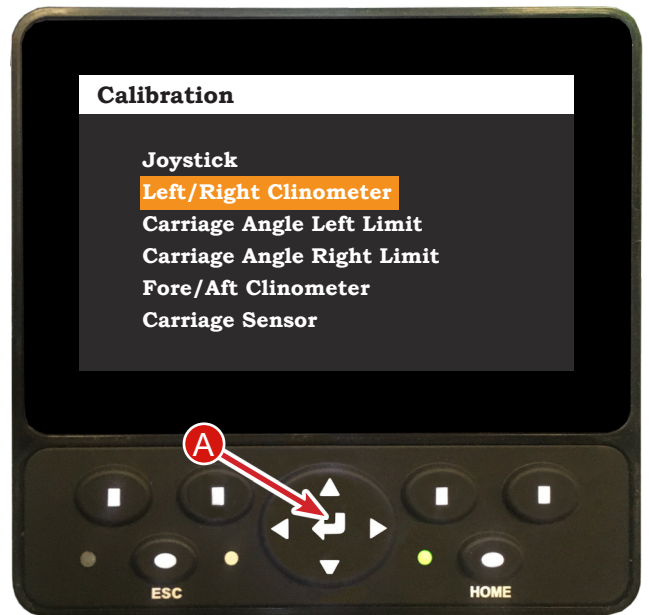 Calibration
Joystick
Left/Right Clinometer
Carriage Angle Left Limit
Carriage Angle Right Limit
Fore/Aft Clinometer
Carriage Sensor
A
ESC
HOME